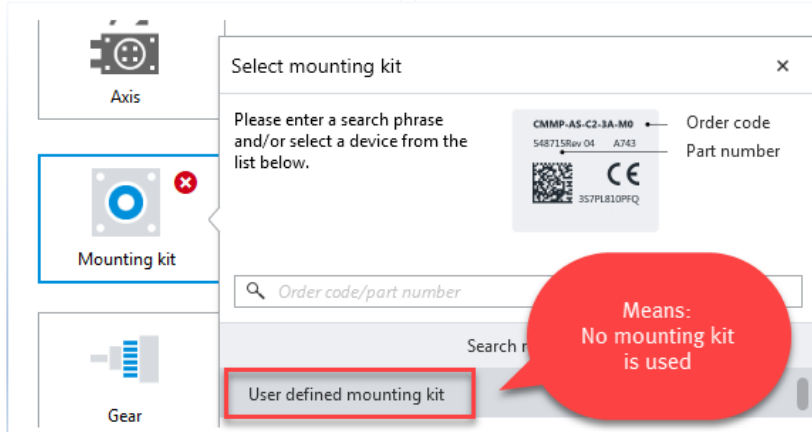 Axis
Mounting kit
Gear
Select mounting kit
Please enter a search phrase
and/or select a device from the
list below.
CMMP-AS-C2-3A-M0
548715Rev 04 A743
3S7PL810PFQ
Order code
Part number
Order code/part number
Search
User defined mounting kit
Means:
No mounting kit
is used